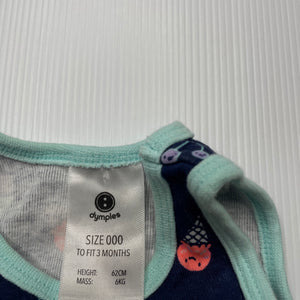 dymples
SIZE 000
TO FIT 3 MONTHS
HEIGHT: 62CM
MASS: 6KG